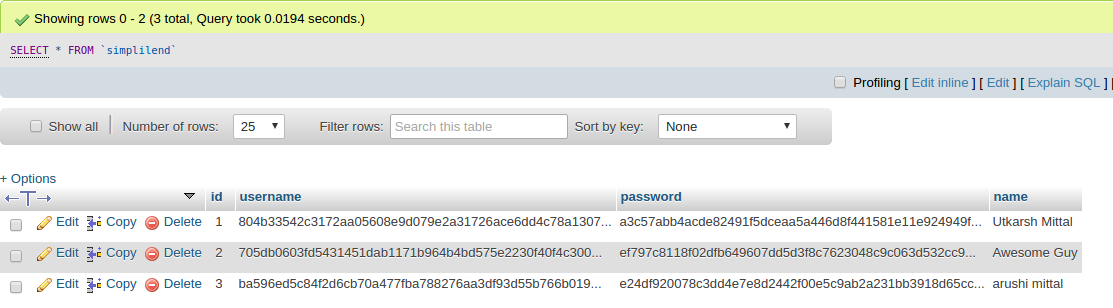 Showing rows 0 - 2 (3 total, Query took 0.0194 seconds.)
SELECT * FROM `simplilend`
Profiling [ Edit inline ] [ Edit ] [ Explain SQL ] [
Show all Number of rows: 25 Filter rows: Search this table Sort by key: None
+ Options
id username password name
Edit Copy Delete 1 804b33542c3172aa05608e9d079e2a31726ace6dd4c78a1307... a3c57abb4acde82491f5dceaa5a446d8f441581e11e924949f... Utkarsh Mittal
Edit Copy Delete 2 705db0603fd5431451dab1171b964b4bd575e2230f40f4c300... ef797c8118f02dfb649607dd5d3f8c7623048c9c063d532cc9... Awesome Guy
Edit Copy Delete 3 ba596ed5c84f2d6cb70a477fba788276aa3df93d55b766b019... e24df920078c3dd4e7e8d2442f00e5c9ab2a231bb3918d65cc... arushi mittal